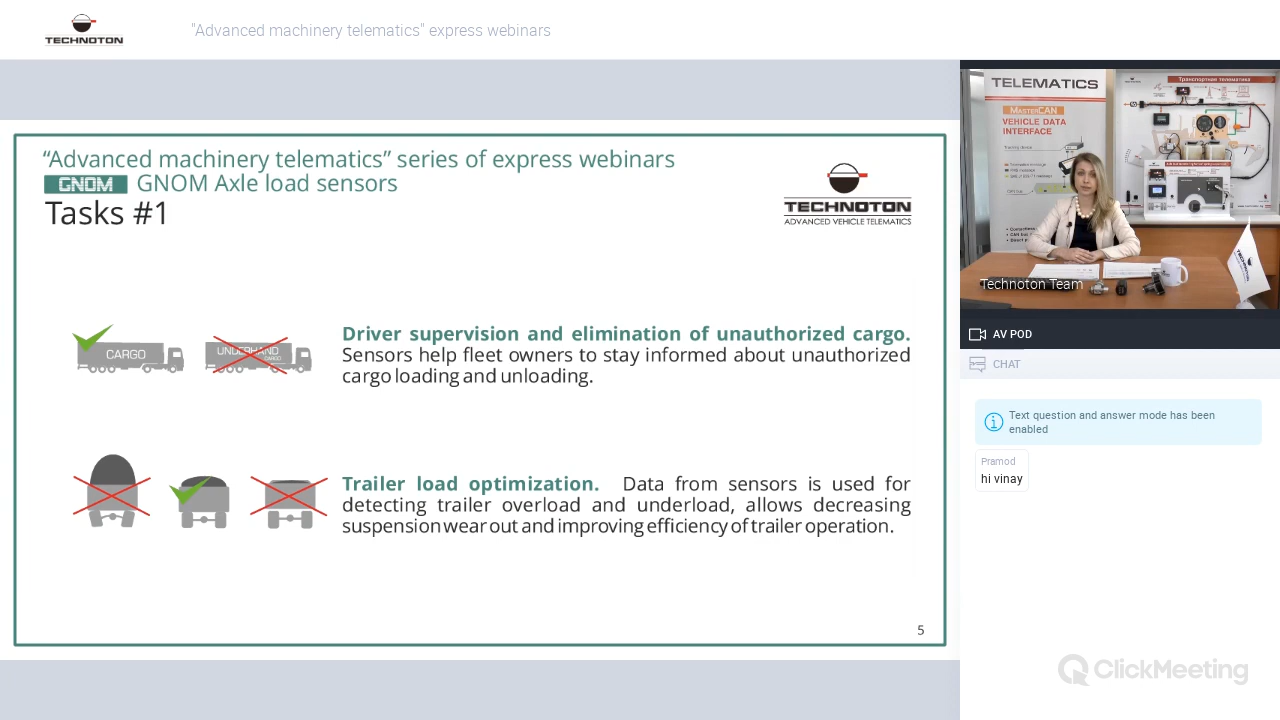 TECHNOTON
"Advanced machinery telematics" express webinars
“Advanced machinery telematics” series of express webinars
GNOM GNOM Axle load sensors
Tasks #1
TECHNOTON
ADVANCED VEHICLE TELEMATICS
CARGO
UNDERHAND
CARGO
Driver supervision and elimination of unauthorized cargo.
Sensors help fleet owners to stay informed about unauthorized
cargo loading and unloading.
Trailer load optimization. Data from sensors is used for
detecting trailer overload and underload, allows decreasing
suspension wear out and improving efficiency of trailer operation.
5
TELEMATICS
MASTERCAN
VEHICLE DATA
INTERFACE
Транспортная телематика
Technoton Team
AV POD
CHAT
Text question and answer mode has been
enabled
Pramod
hi vinay
ClickMeeting